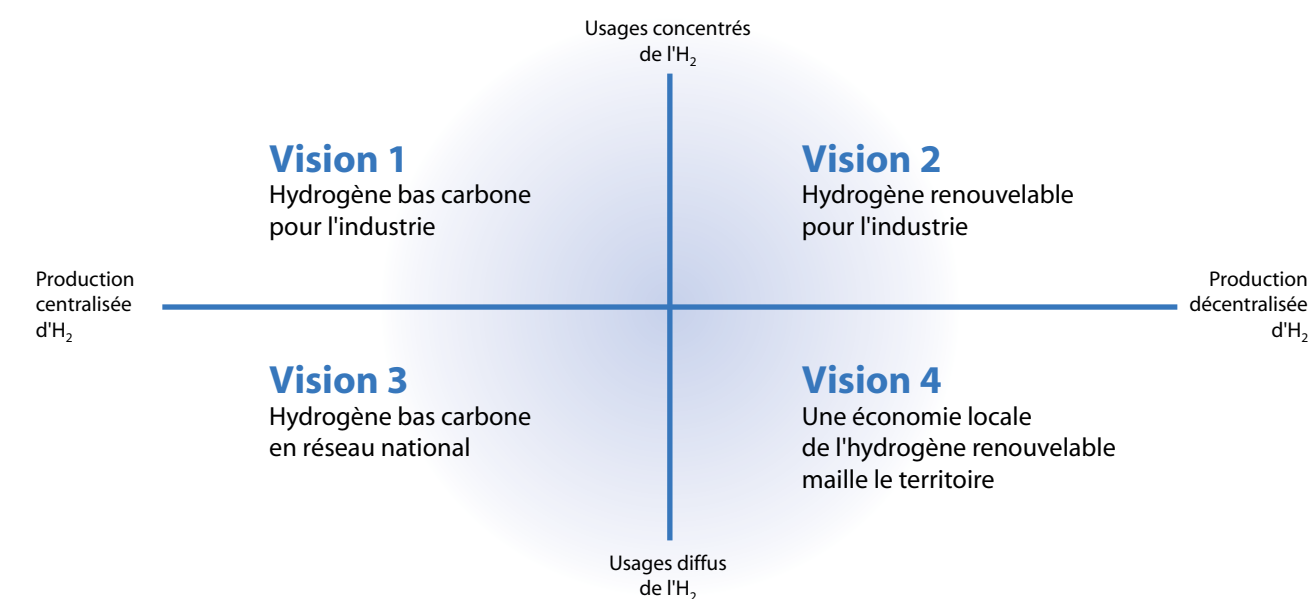 Usages concentrés
de l'H₂
Vision 1
Hydrogène bas carbone
pour l'industrie
Vision 2
Hydrogène renouvelable
pour l'industrie
Production
centralisée
d'H₂
Production
décentralisée
d'H₂
Vision 3
Hydrogène bas carbone
en réseau national
Vision 4
Une économie locale
de l'hydrogène renouvelable
maille le territoire
Usages diffus
de l'H₂